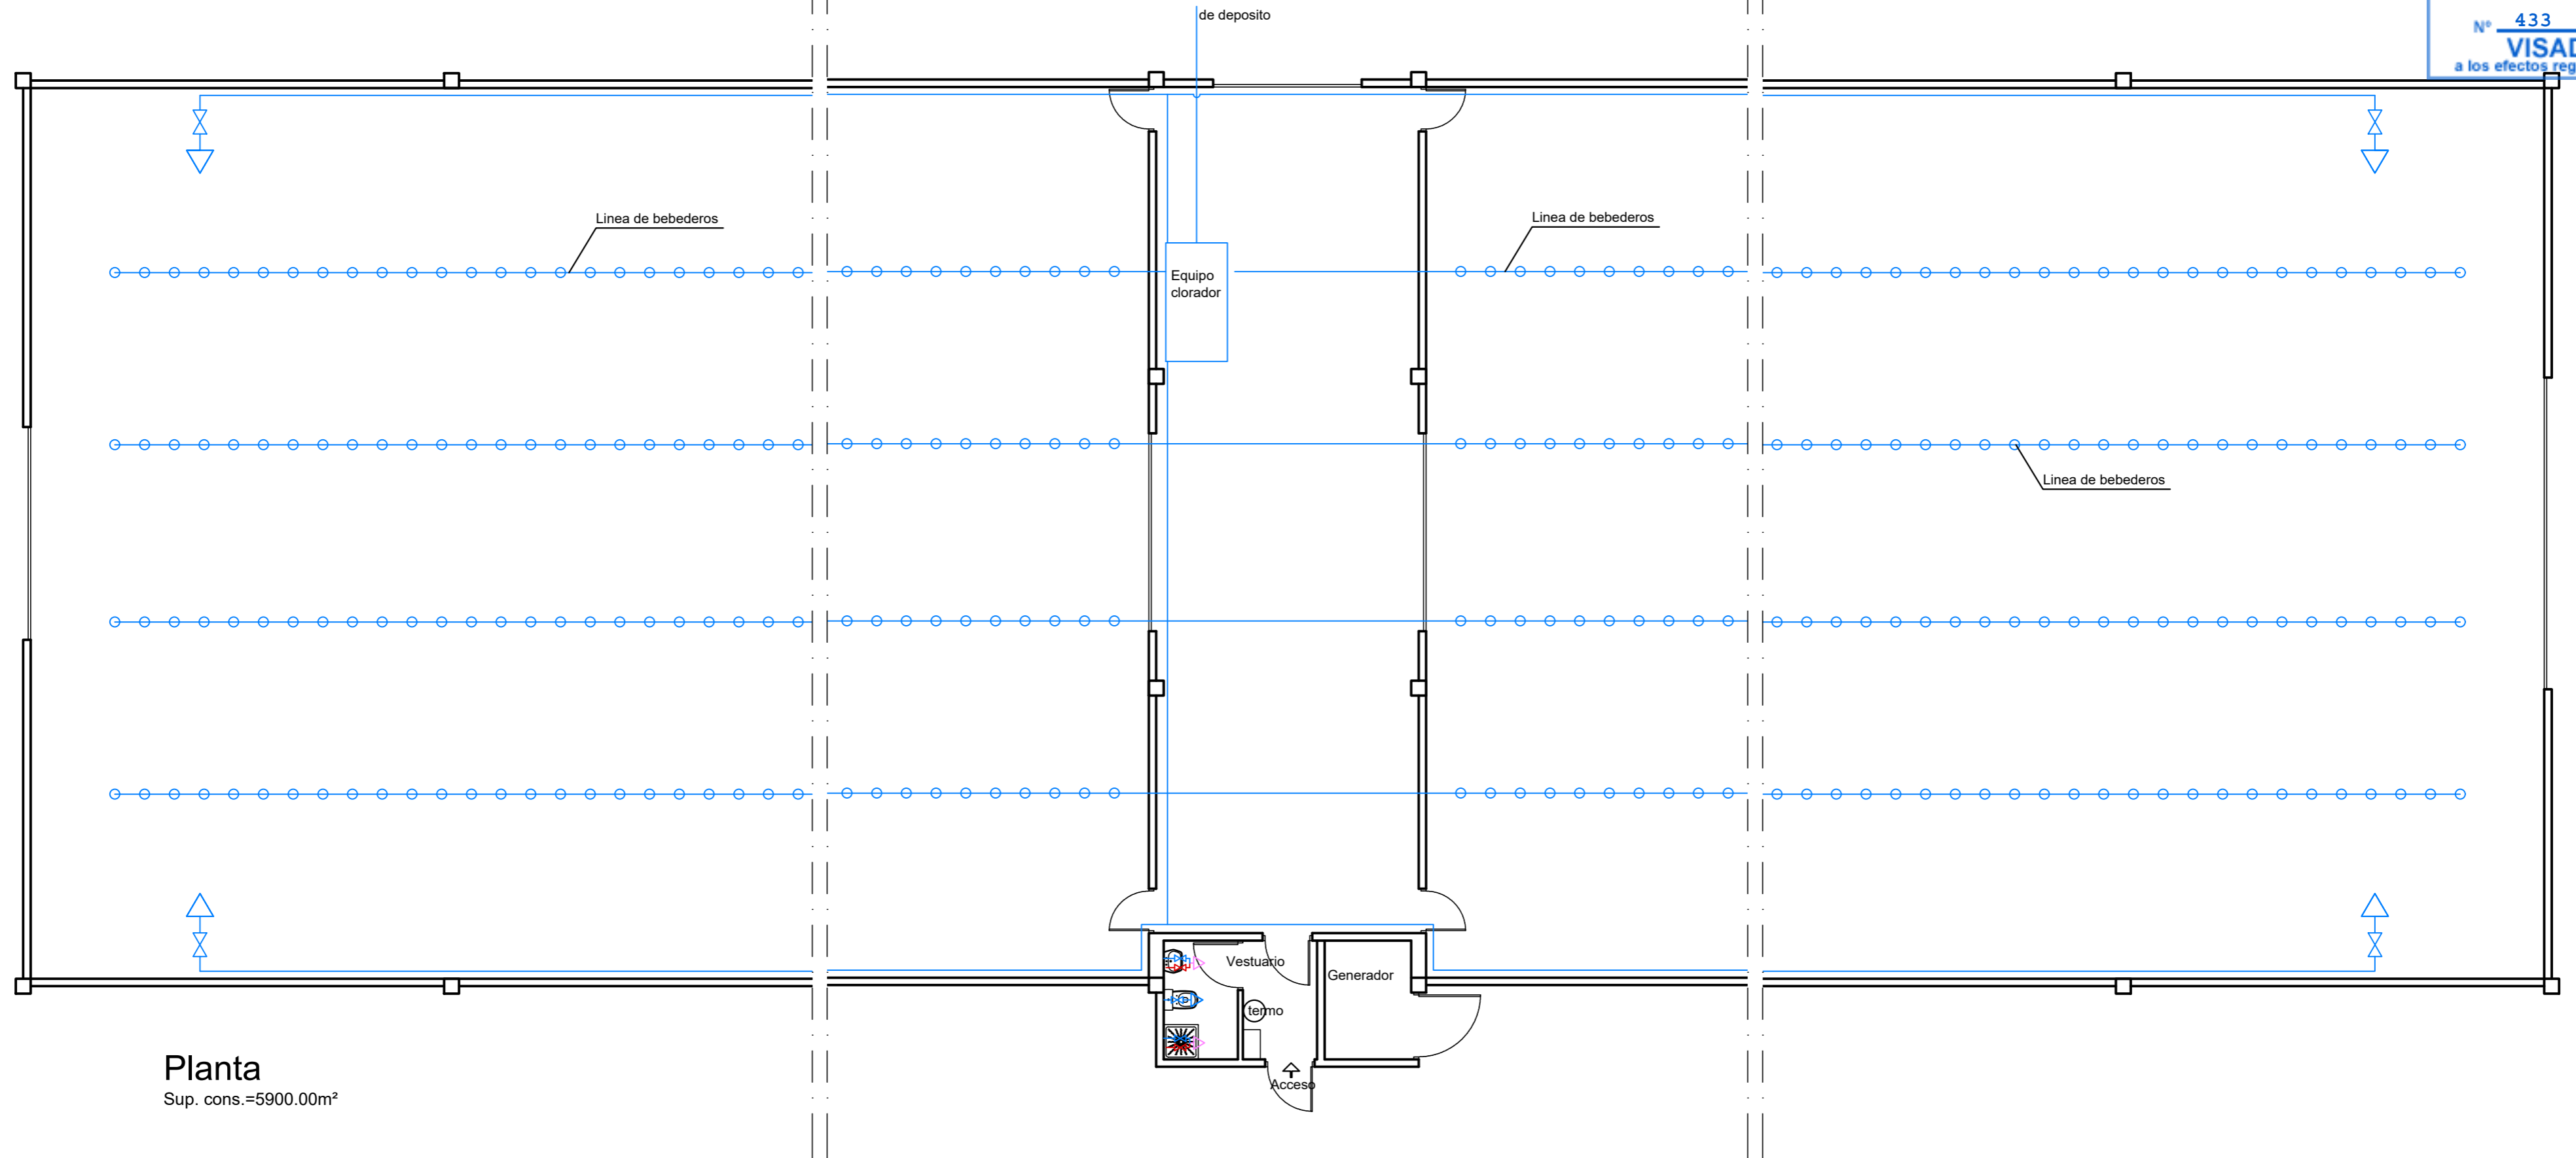 de deposito
Nº 433
VISAD
a los efectos reg
Linea de bebederos
Linea de bebederos
Equipo
clorador
Linea de bebederos
Vestuario
Generador
termo
Acceso
Planta
Sup. cons.=5900.00m²